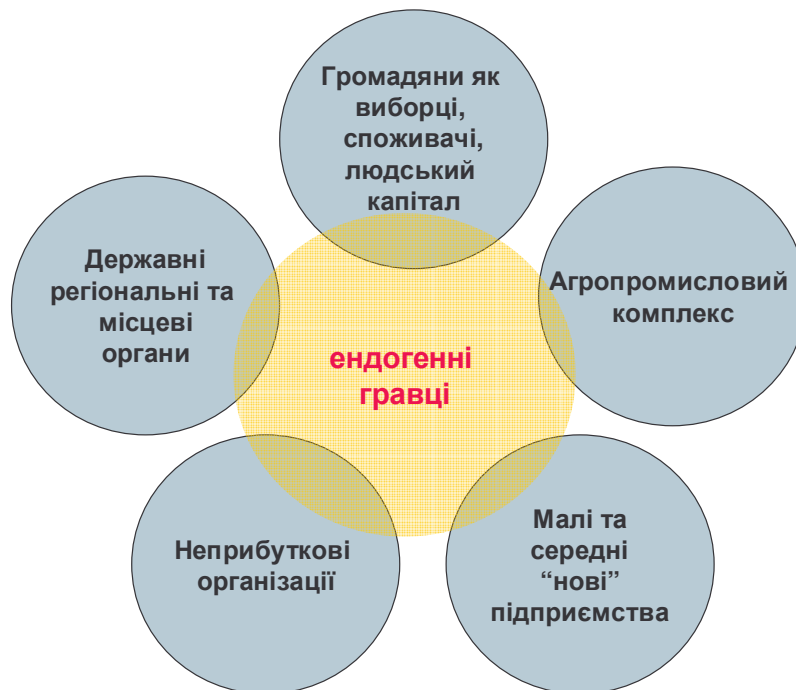 Громадяни як
виборці,
споживачі,
людський
капітал
Державні
регіональні та
місцеві
органи
Агропромисловий
комплекс
ендогенні
гравці
Неприбуткові
організації
Малі та
середні
“нові”
підприємства